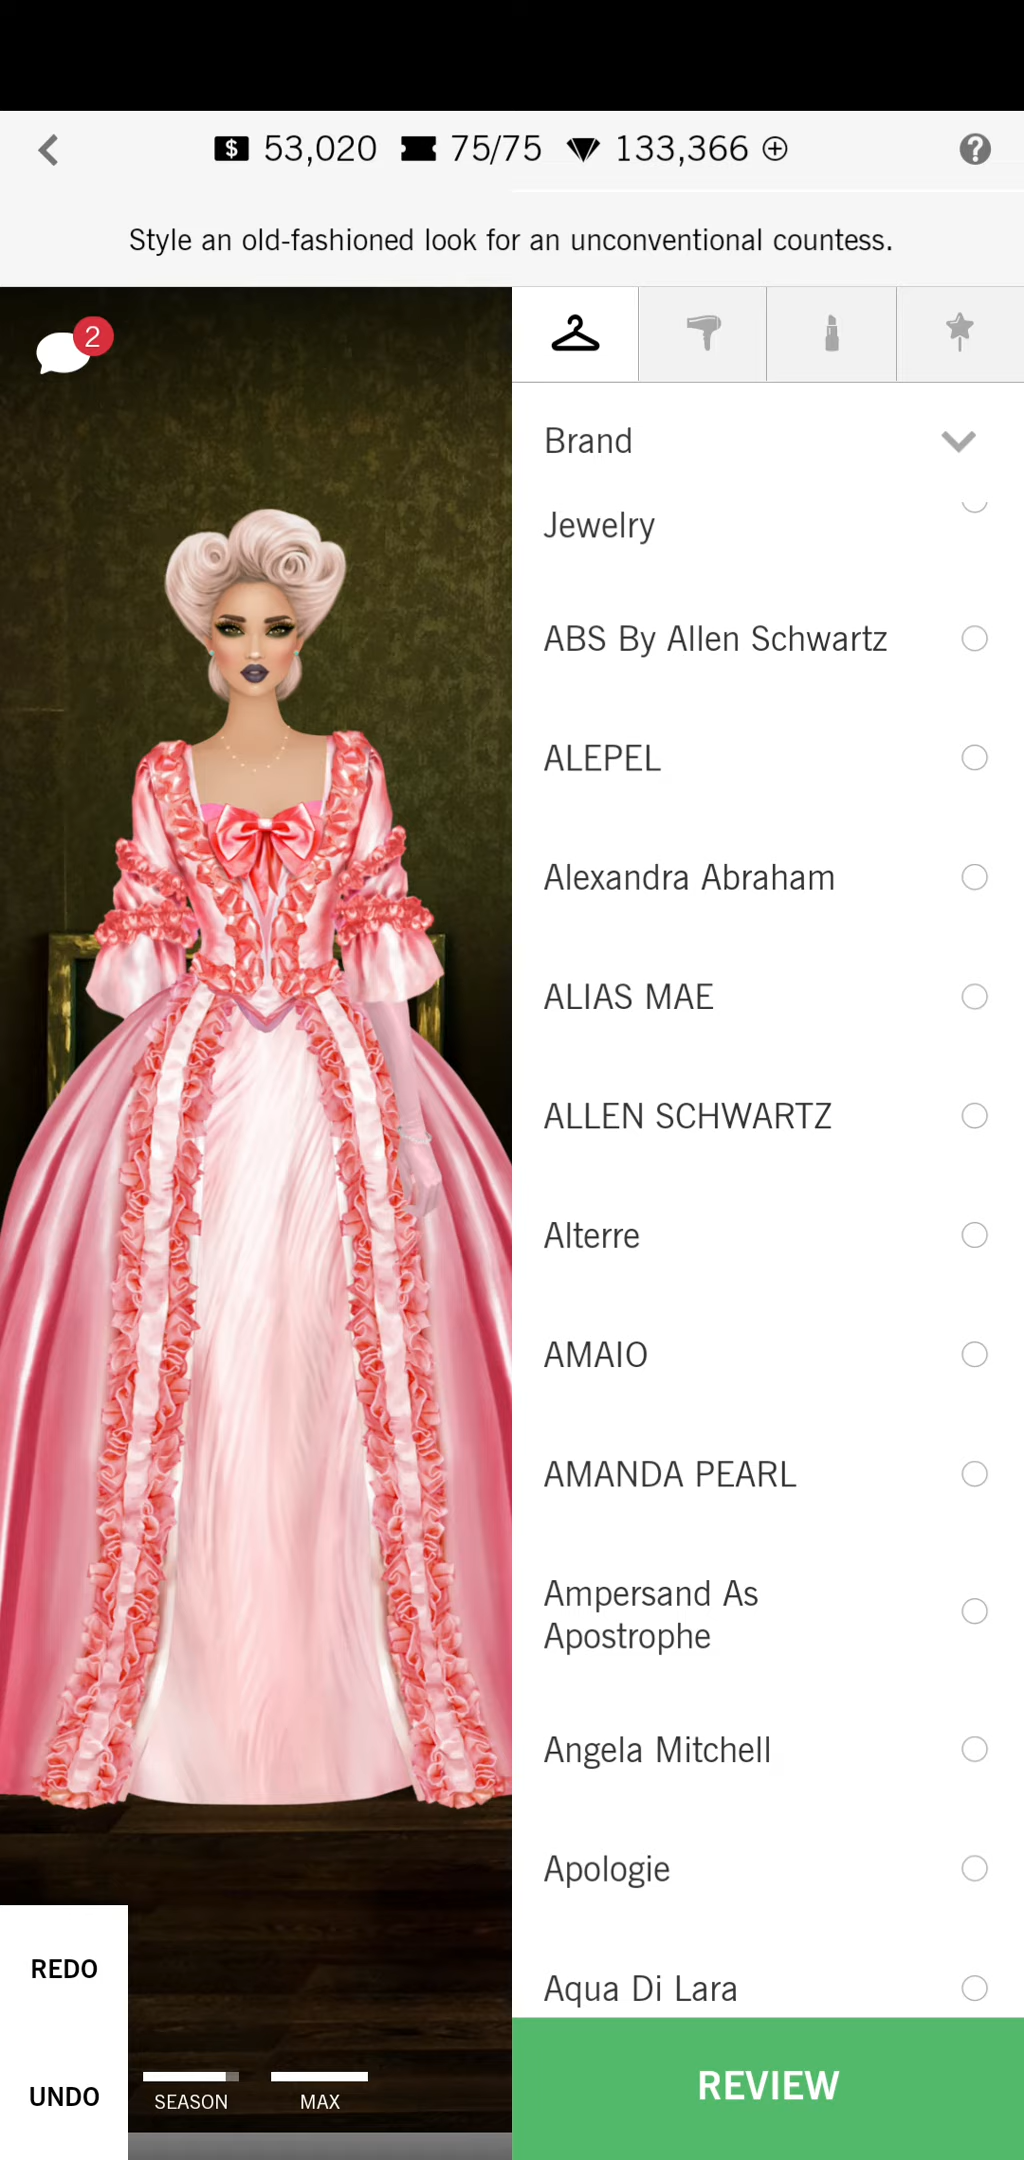 53,020 75/75 133,366
Style an old-fashioned look for an unconventional countess.
2
Brand
Jewelry
ABS By Allen Schwartz
ALEPEL
Alexandra Abraham
ALIAS MAE
ALLEN SCHWARTZ
Alterre
AMAIO
AMANDA PEARL
Ampersand As
Apostrophe
Angela Mitchell
Apologie
Aqua Di Lara
REDO
UNDO
SEASON
MAX
REVIEW